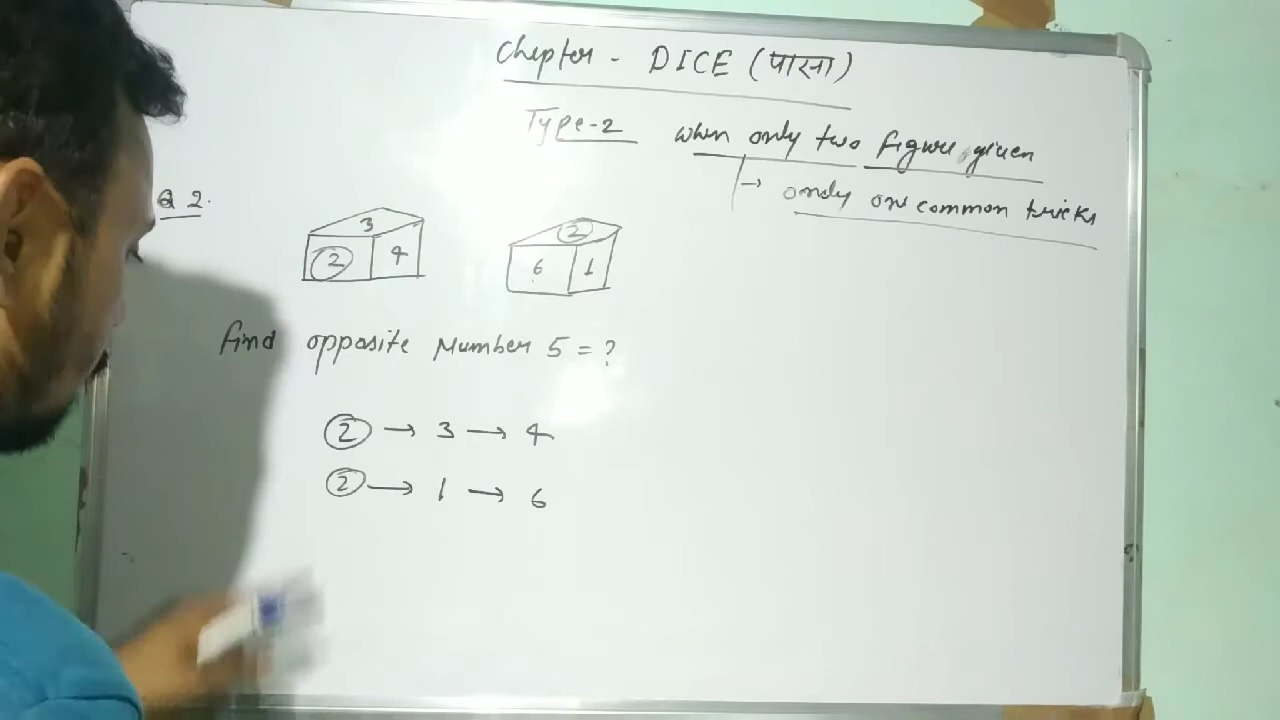 Chepter - DICE (पासा)
Type-2 when only two figure given
→ only one common tricks
Q 2.
3
2 4
2
6 1
find opposite Number 5 = ?
2 → 3 → 4
2 → 1 → 6